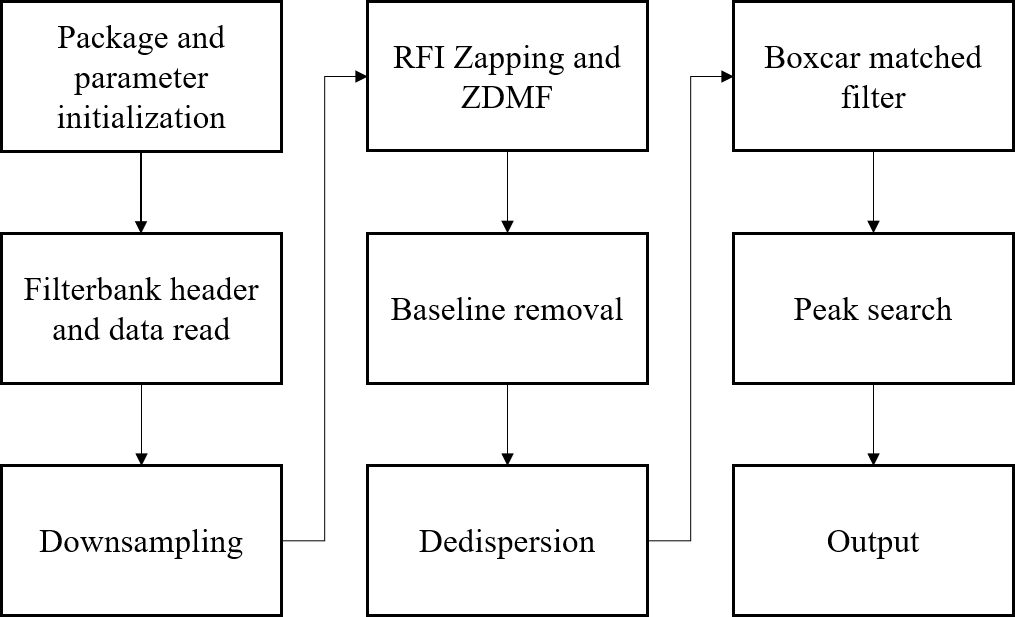 Package and
parameter
initialization
Filterbank header
and data read
Downsampling
RFI Zapping and
ZDMF
Baseline removal
Dedispersion
Boxcar matched
filter
Peak search
Output